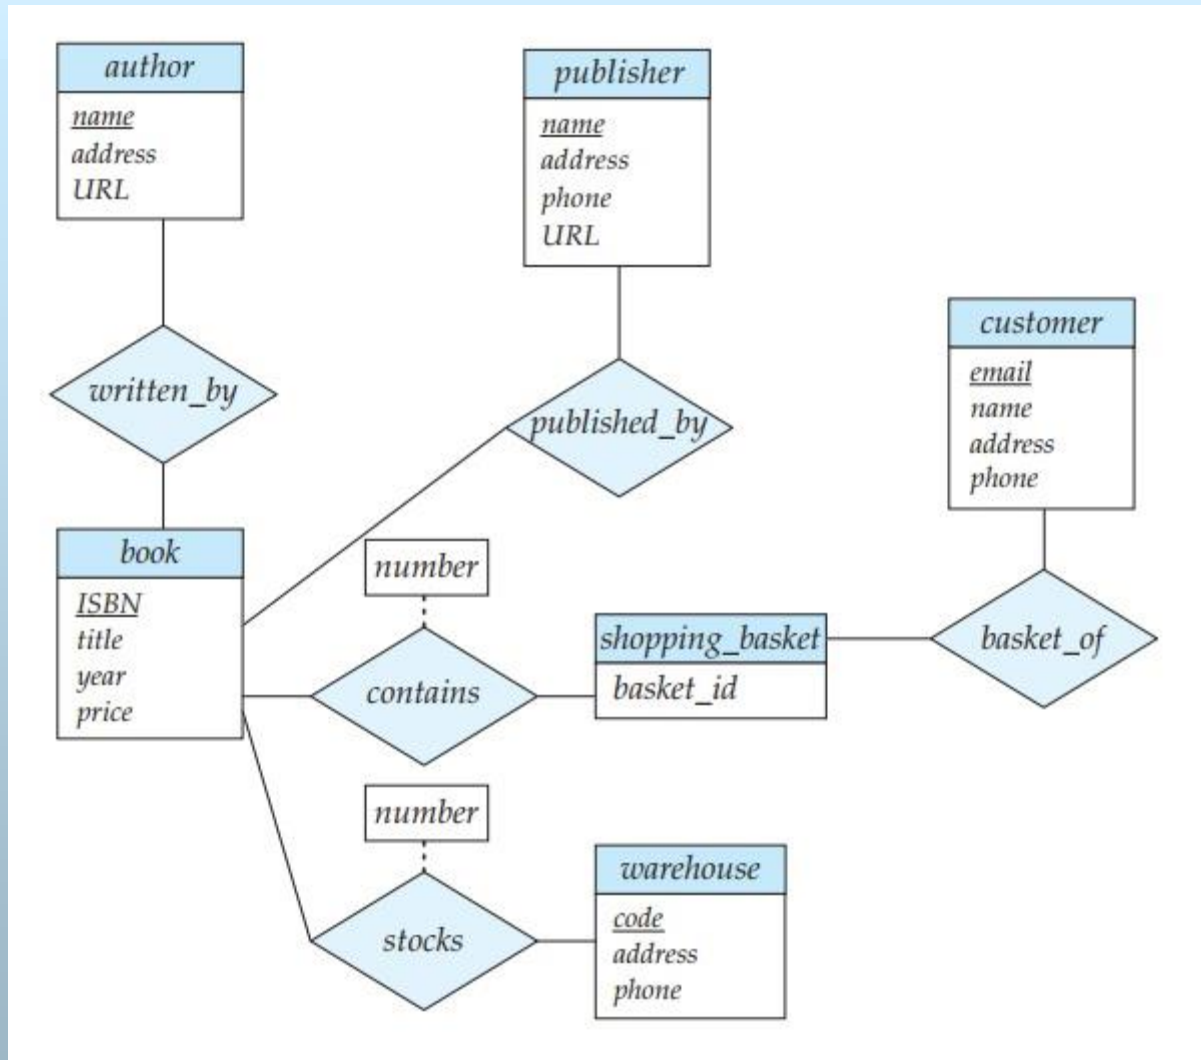 author
name
address
URL
publisher
name
address
phone
URL
customer
email
name
address
phone
written_by
published_by
basket_of
book
ISBN
title
year
price
number
contains
shopping_basket
basket_id
number
stocks
warehouse
code
address
phone